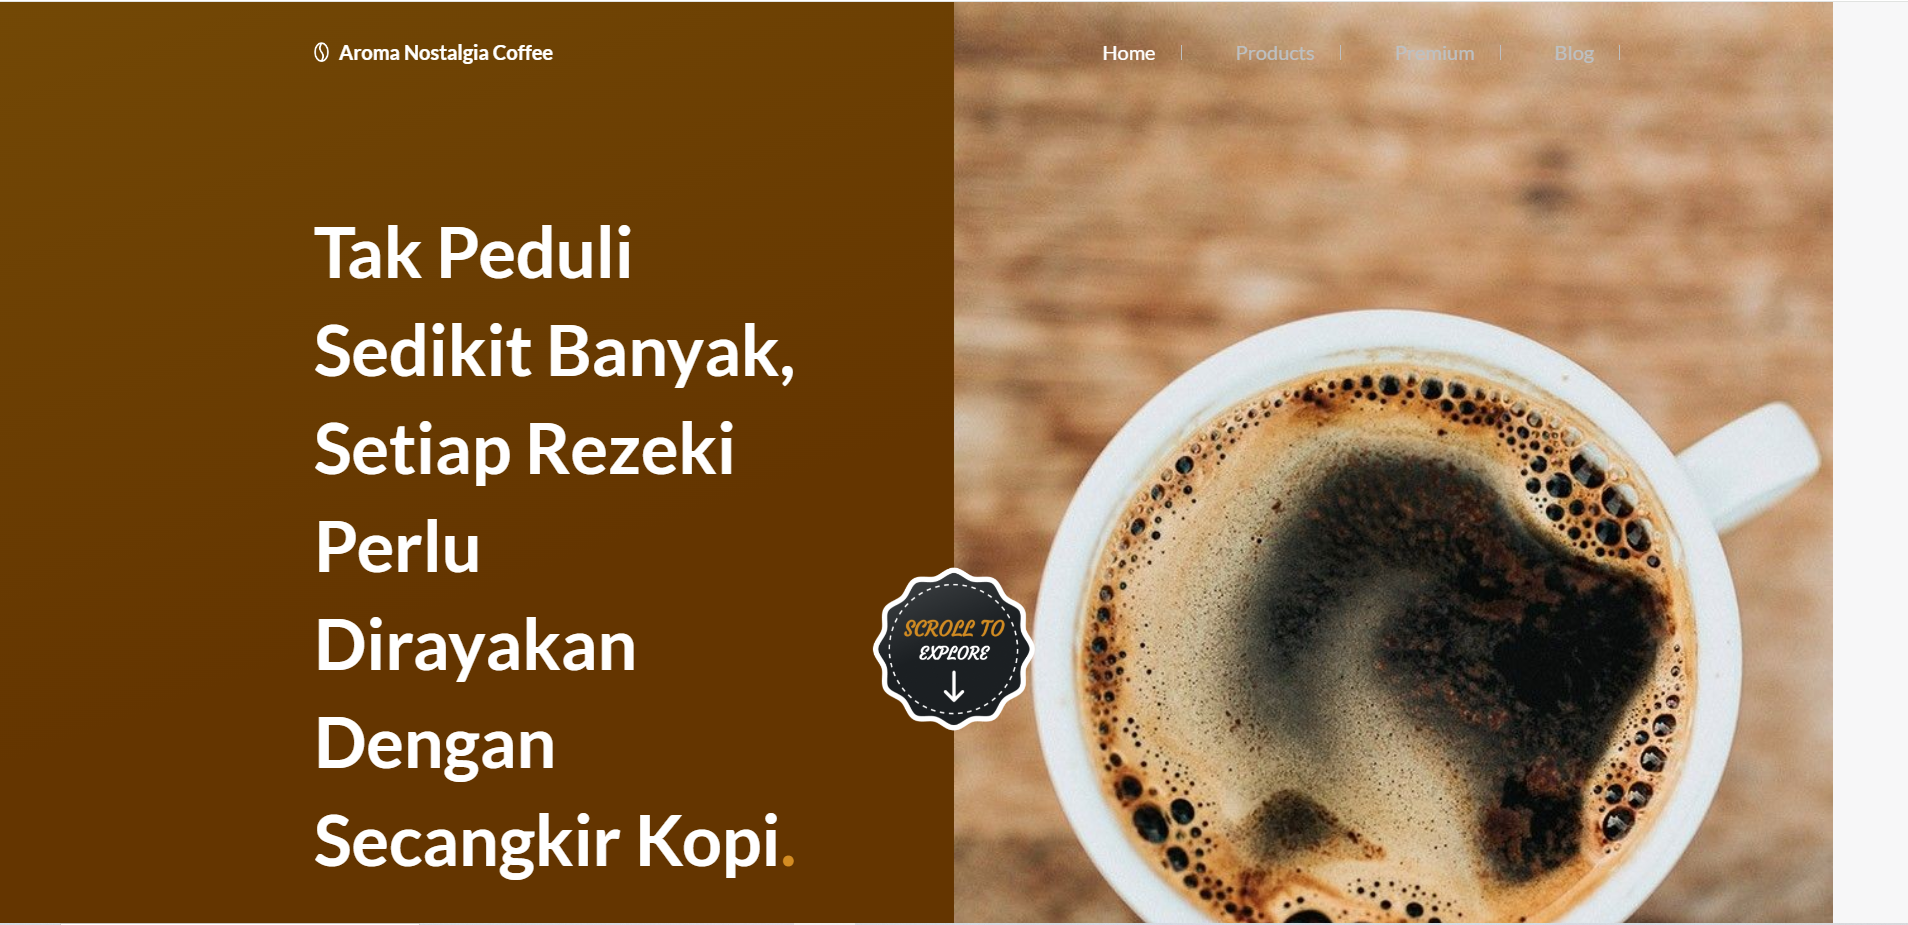 Aroma Nostalgia Coffee
Home
Products
Premium
Blog
Tak Peduli
Sedikit Banyak,
Setiap Rezeki
Perlu
Dirayakan
Dengan
Secangkir Kopi.
SCROLL TO
EXPLORE